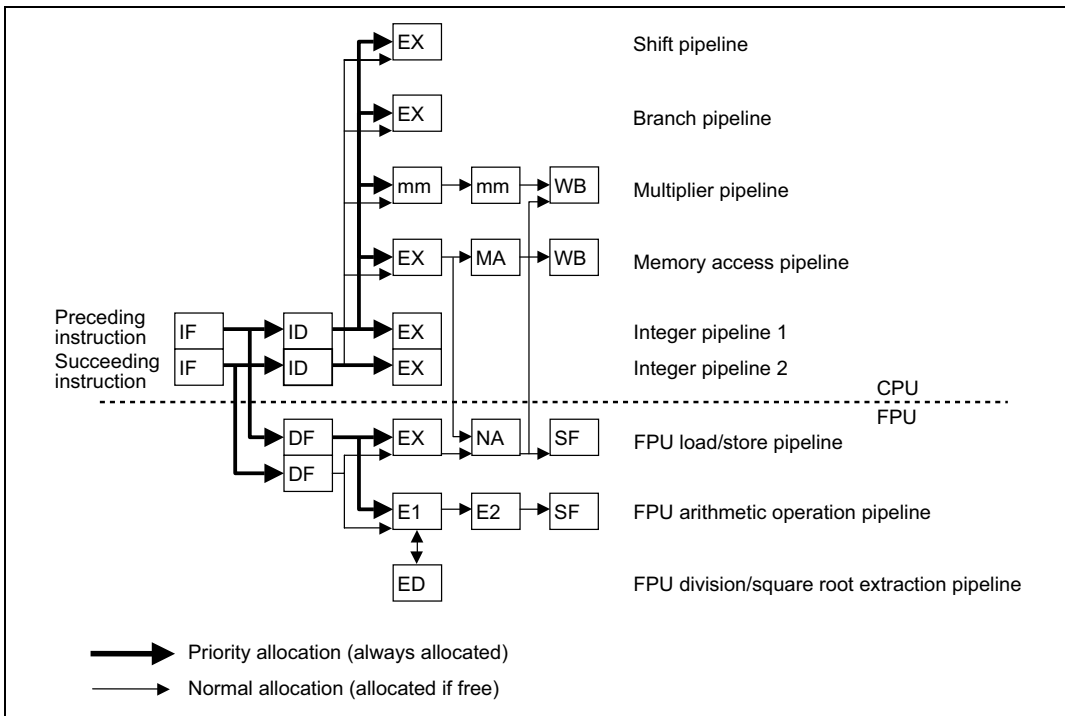 EX Shift pipeline
EX Branch pipeline
mm mm WB Multiplier pipeline
EX MA WB Memory access pipeline
Preceding
instruction
IF ID EX Integer pipeline 1
Succeeding
instruction
IF ID EX Integer pipeline 2
CPU
FPU
DF EX NA SF FPU load/store pipeline
DF
E1 E2 SF FPU arithmetic operation pipeline
ED FPU division/square root extraction pipeline
Priority allocation (always allocated)
Normal allocation (allocated if free)